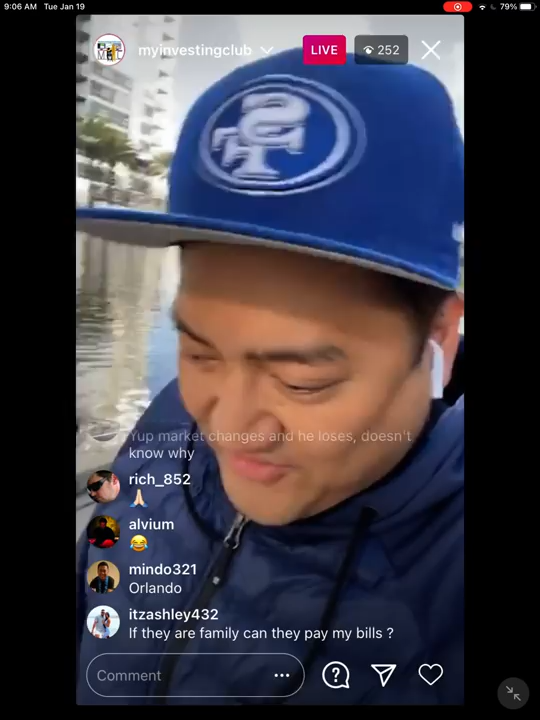 9:06 AM Tue Jan 19
79%
myinvestingclub
LIVE
252
Yup market changes and he loses, doesn't
know why
rich_852
🙏🏻
alvium
😂
mindo321
Orlando
itzashley432
If they are family can they pay my bills ?
Comment